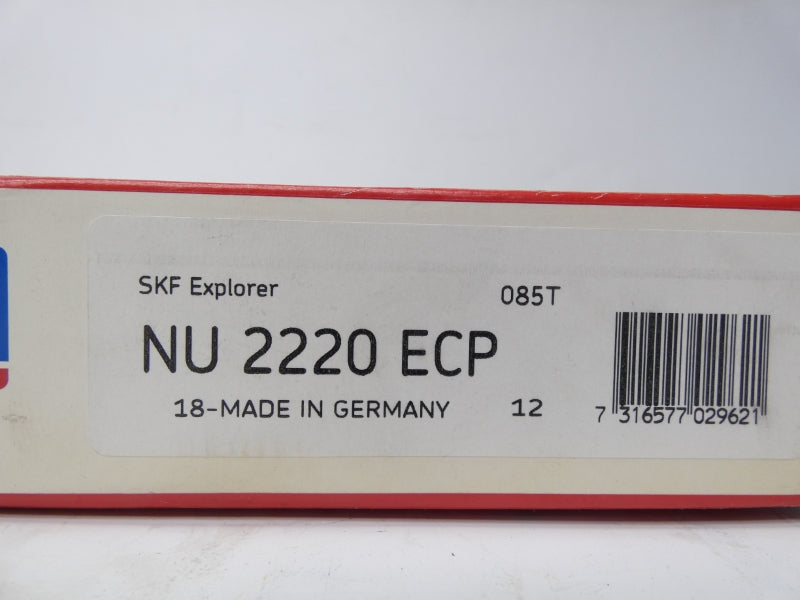 SKF Explorer 085T
NU 2220 ECP
18-MADE IN GERMANY 12
7 316577 029621